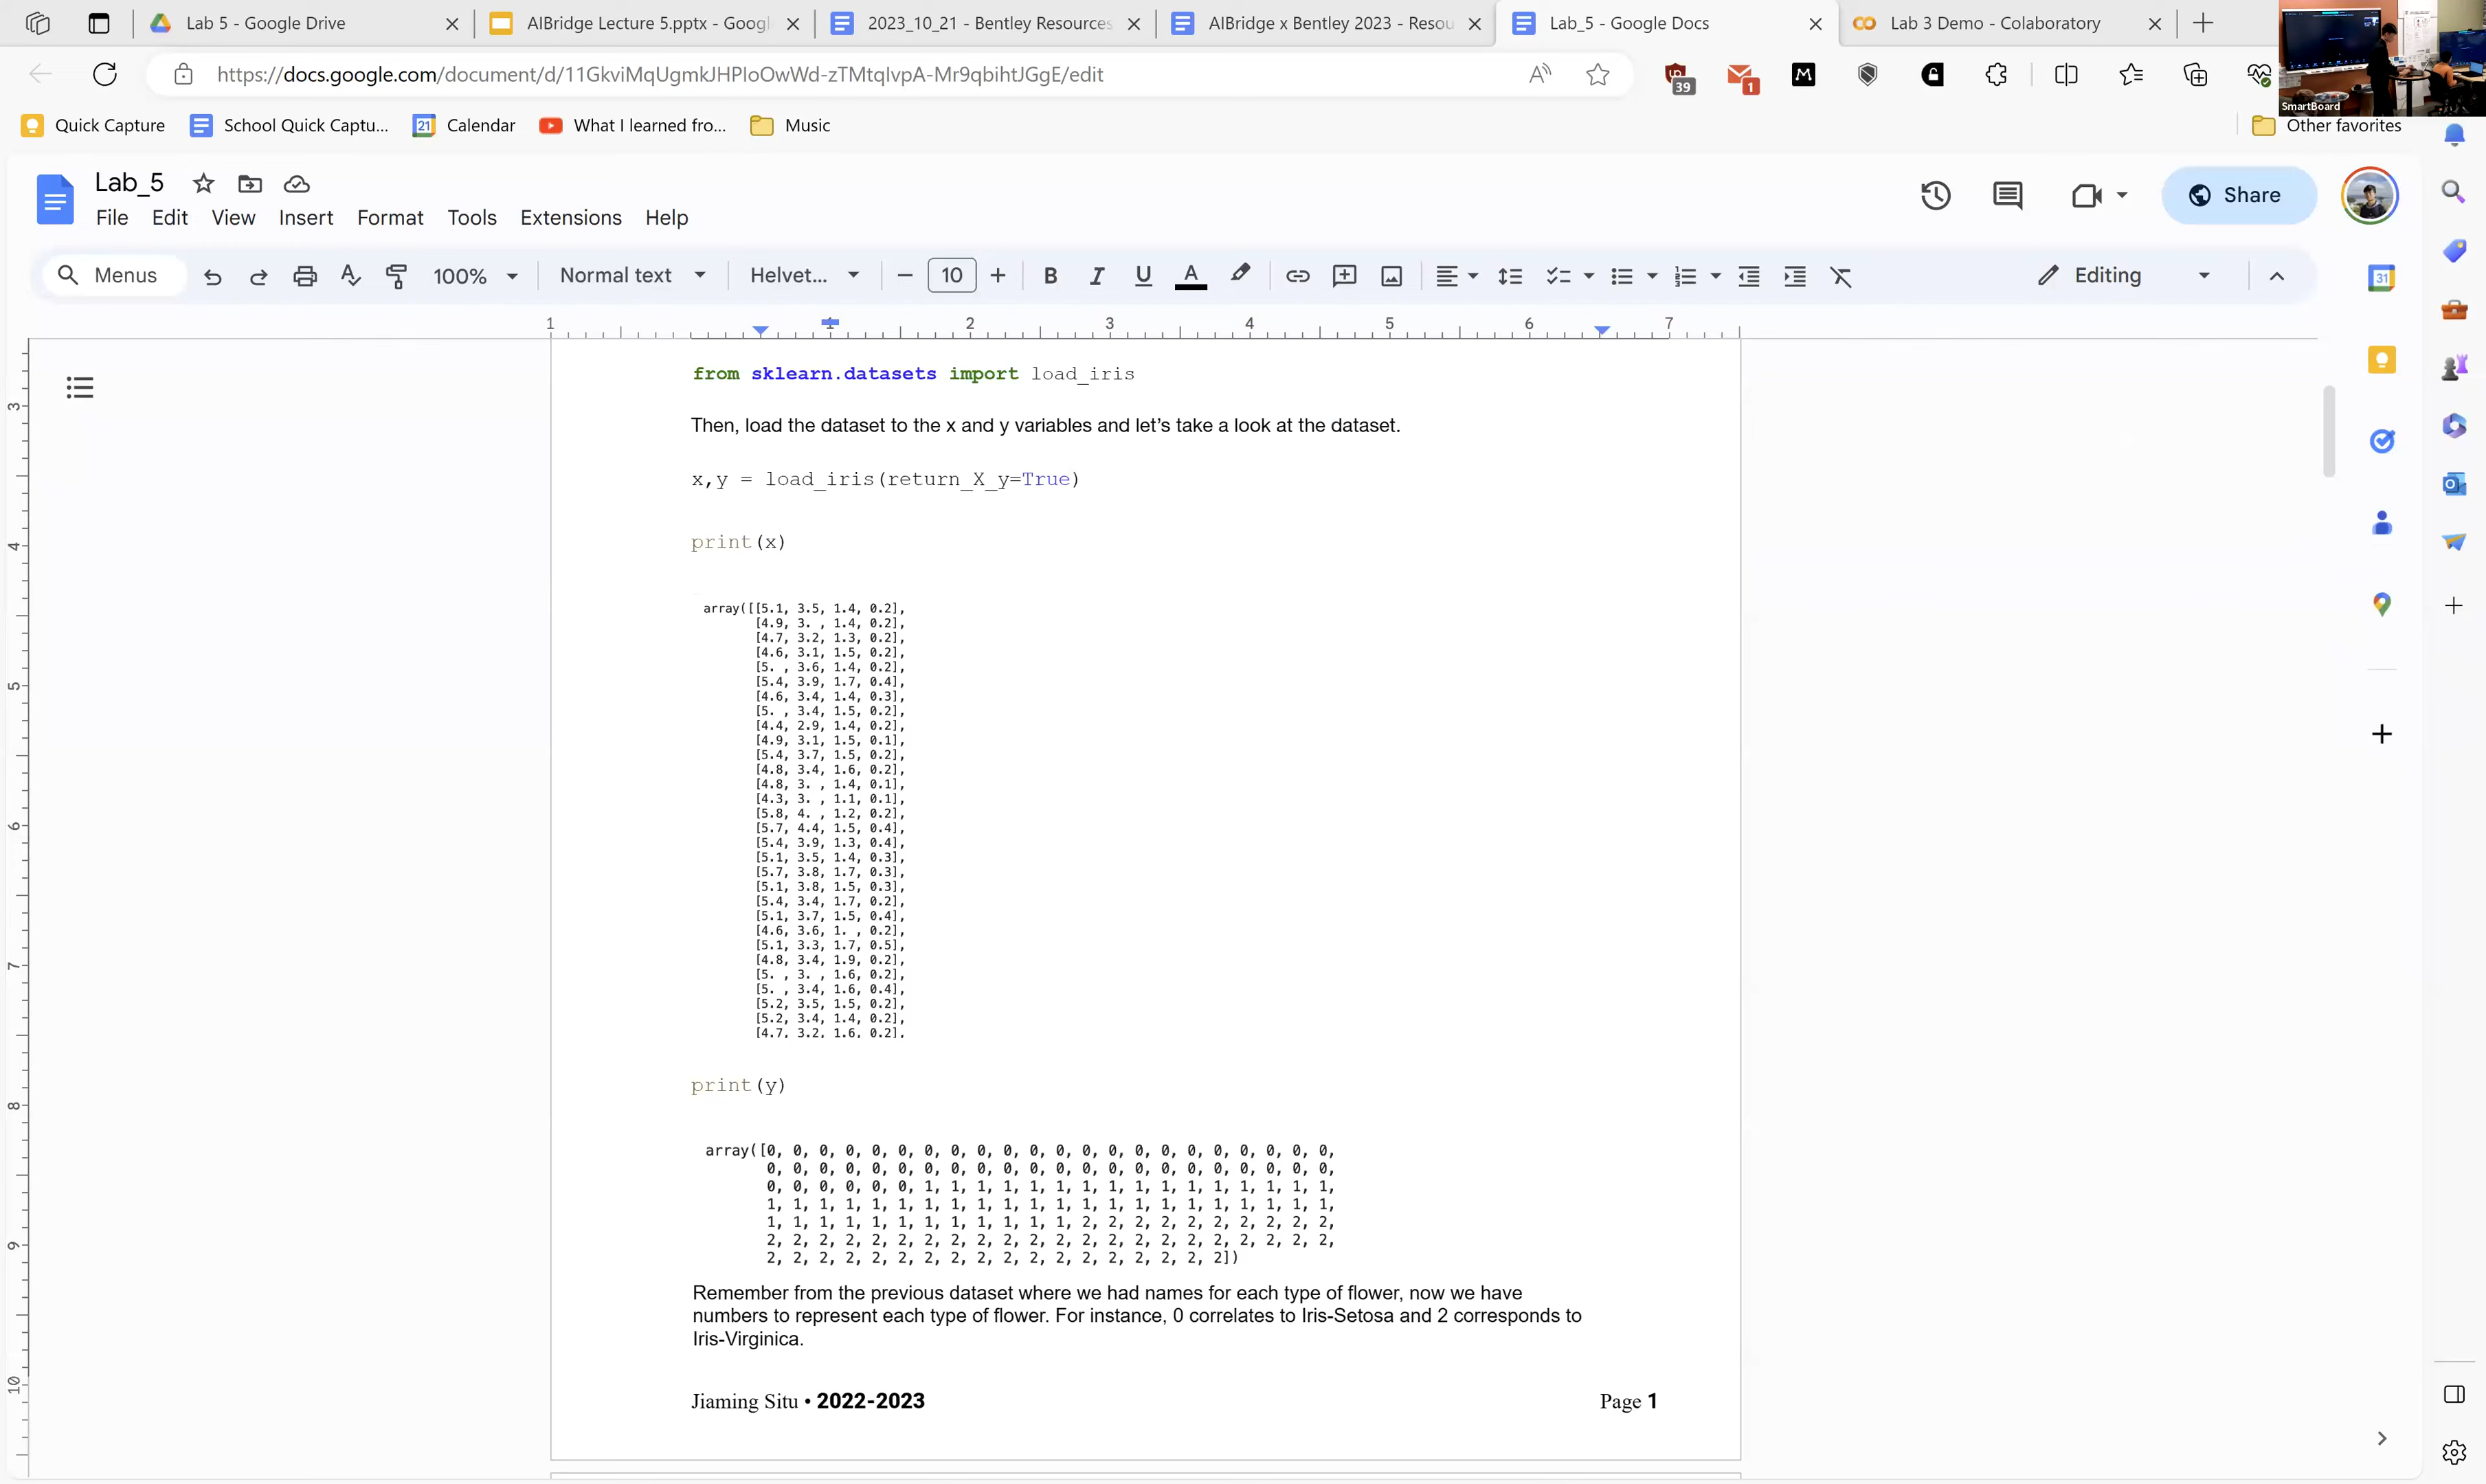 Lab 5 - Google Drive
AIBridge Lecture 5.pptx - Googl
2023_10_21 - Bentley Resources
AIBridge x Bentley 2023 - Resou
Lab_5 - Google Docs
Lab 3 Demo - Colaboratory
https://docs.google.com/document/d/11GkviMqUgmkJHPIoOwWd-zTMtqlvpA-Mr9qbihtJGgE/edit
39
1
SmartBoard
Quick Capture
School Quick Captu...
21
Calendar
What I learned fro...
Music
Other favorites
Lab_5
File Edit View Insert Format Tools Extensions Help
Share
Menus
100%
Normal text
Helvet...
10
Editing
31
1 1 2 3 4 5 6 7
3
4
5
6
7
8
9
10
from sklearn.datasets import load_iris
Then, load the dataset to the x and y variables and let’s take a look at the dataset.
x,y = load_iris(return_X_y=True)
print(x)
array([[5.1, 3.5, 1.4, 0.2],
[4.9, 3. , 1.4, 0.2],
[4.7, 3.2, 1.3, 0.2],
[4.6, 3.1, 1.5, 0.2],
[5. , 3.6, 1.4, 0.2],
[5.4, 3.9, 1.7, 0.4],
[4.6, 3.4, 1.4, 0.3],
[5. , 3.4, 1.5, 0.2],
[4.4, 2.9, 1.4, 0.2],
[4.9, 3.1, 1.5, 0.1],
[5.4, 3.7, 1.5, 0.2],
[4.8, 3.4, 1.6, 0.2],
[4.8, 3. , 1.4, 0.1],
[4.3, 3. , 1.1, 0.1],
[5.8, 4. , 1.2, 0.2],
[5.7, 4.4, 1.5, 0.4],
[5.4, 3.9, 1.3, 0.4],
[5.1, 3.5, 1.4, 0.3],
[5.7, 3.8, 1.7, 0.3],
[5.1, 3.8, 1.5, 0.3],
[5.4, 3.4, 1.7, 0.2],
[5.1, 3.7, 1.5, 0.4],
[4.6, 3.6, 1. , 0.2],
[5.1, 3.3, 1.7, 0.5],
[4.8, 3.4, 1.9, 0.2],
[5. , 3. , 1.6, 0.2],
[5. , 3.4, 1.6, 0.4],
[5.2, 3.5, 1.5, 0.2],
[5.2, 3.4, 1.4, 0.2],
[4.7, 3.2, 1.6, 0.2],
print(y)
array([0, 0, 0, 0, 0, 0, 0, 0, 0, 0, 0, 0, 0, 0, 0, 0, 0, 0, 0, 0, 0, 0,
0, 0, 0, 0, 0, 0, 0, 0, 0, 0, 0, 0, 0, 0, 0, 0, 0, 0, 0, 0, 0, 0,
0, 0, 0, 0, 0, 0, 1, 1, 1, 1, 1, 1, 1, 1, 1, 1, 1, 1, 1, 1, 1, 1,
1, 1, 1, 1, 1, 1, 1, 1, 1, 1, 1, 1, 1, 1, 1, 1, 1, 1, 1, 1, 1, 1,
1, 1, 1, 1, 1, 1, 1, 1, 1, 1, 1, 1, 2, 2, 2, 2, 2, 2, 2, 2, 2, 2,
2, 2, 2, 2, 2, 2, 2, 2, 2, 2, 2, 2, 2, 2, 2, 2, 2, 2, 2, 2, 2, 2,
2, 2, 2, 2, 2, 2, 2, 2, 2, 2, 2, 2, 2, 2, 2, 2, 2, 2])
Remember from the previous dataset where we had names for each type of flower, now we have
numbers to represent each type of flower. For instance, 0 correlates to Iris-Setosa and 2 corresponds to
Iris-Virginica.
Jiaming Situ • 2022-2023
Page 1